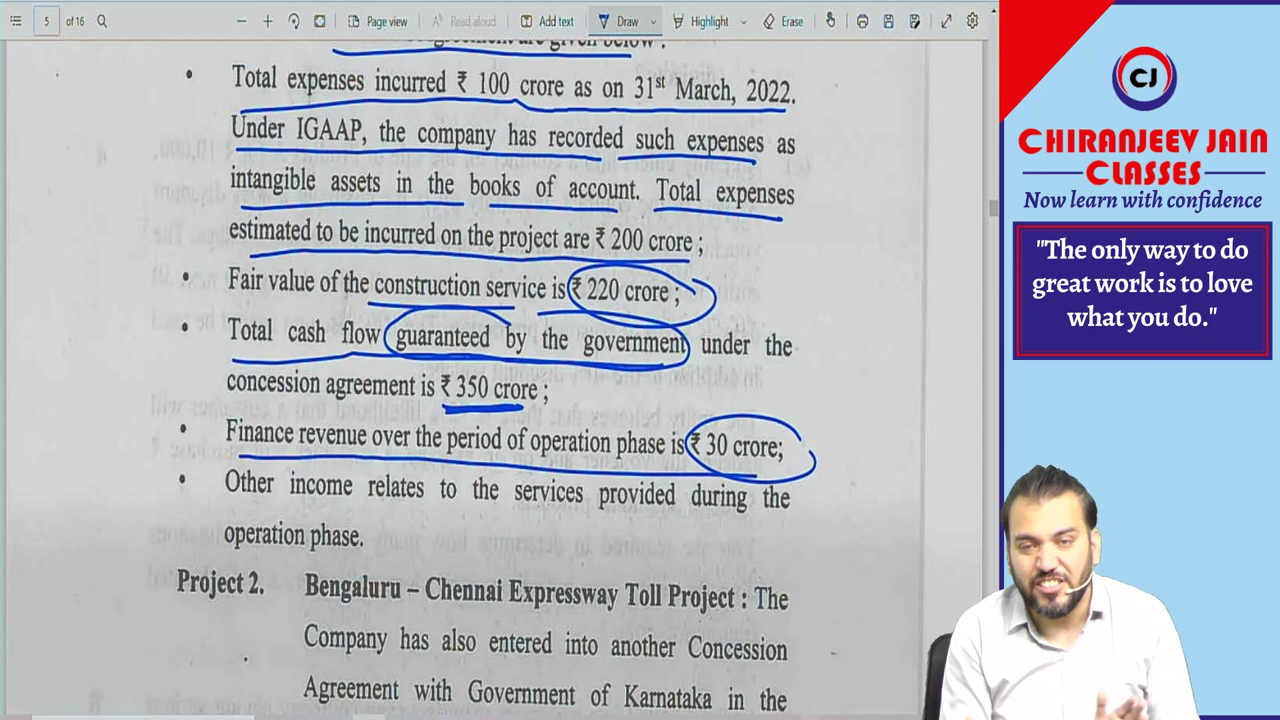 5
of 16
Page view
Read aloud
Add text
Draw
Highlight
Erase
agreement are given below :
• Total expenses incurred ₹ 100 crore as on 31st March, 2022.
Under IGAAP, the company has recorded such expenses as
intangible assets in the books of account. Total expenses
estimated to be incurred on the project are ₹ 200 crore ;
• Fair value of the construction service is ₹ 220 crore ;
• Total cash flow guaranteed by the government under the
concession agreement is ₹ 350 crore ;
• Finance revenue over the period of operation phase is ₹ 30 crore;
• Other income relates to the services provided during the
operation phase.
Project 2. Bengaluru – Chennai Expressway Toll Project : The
Company has also entered into another Concession
Agreement with Government of Karnataka in the
CJ
CHIRANJEEV JAIN
CLASSES
Now learn with confidence
"The only way to do
great work is to love
what you do."